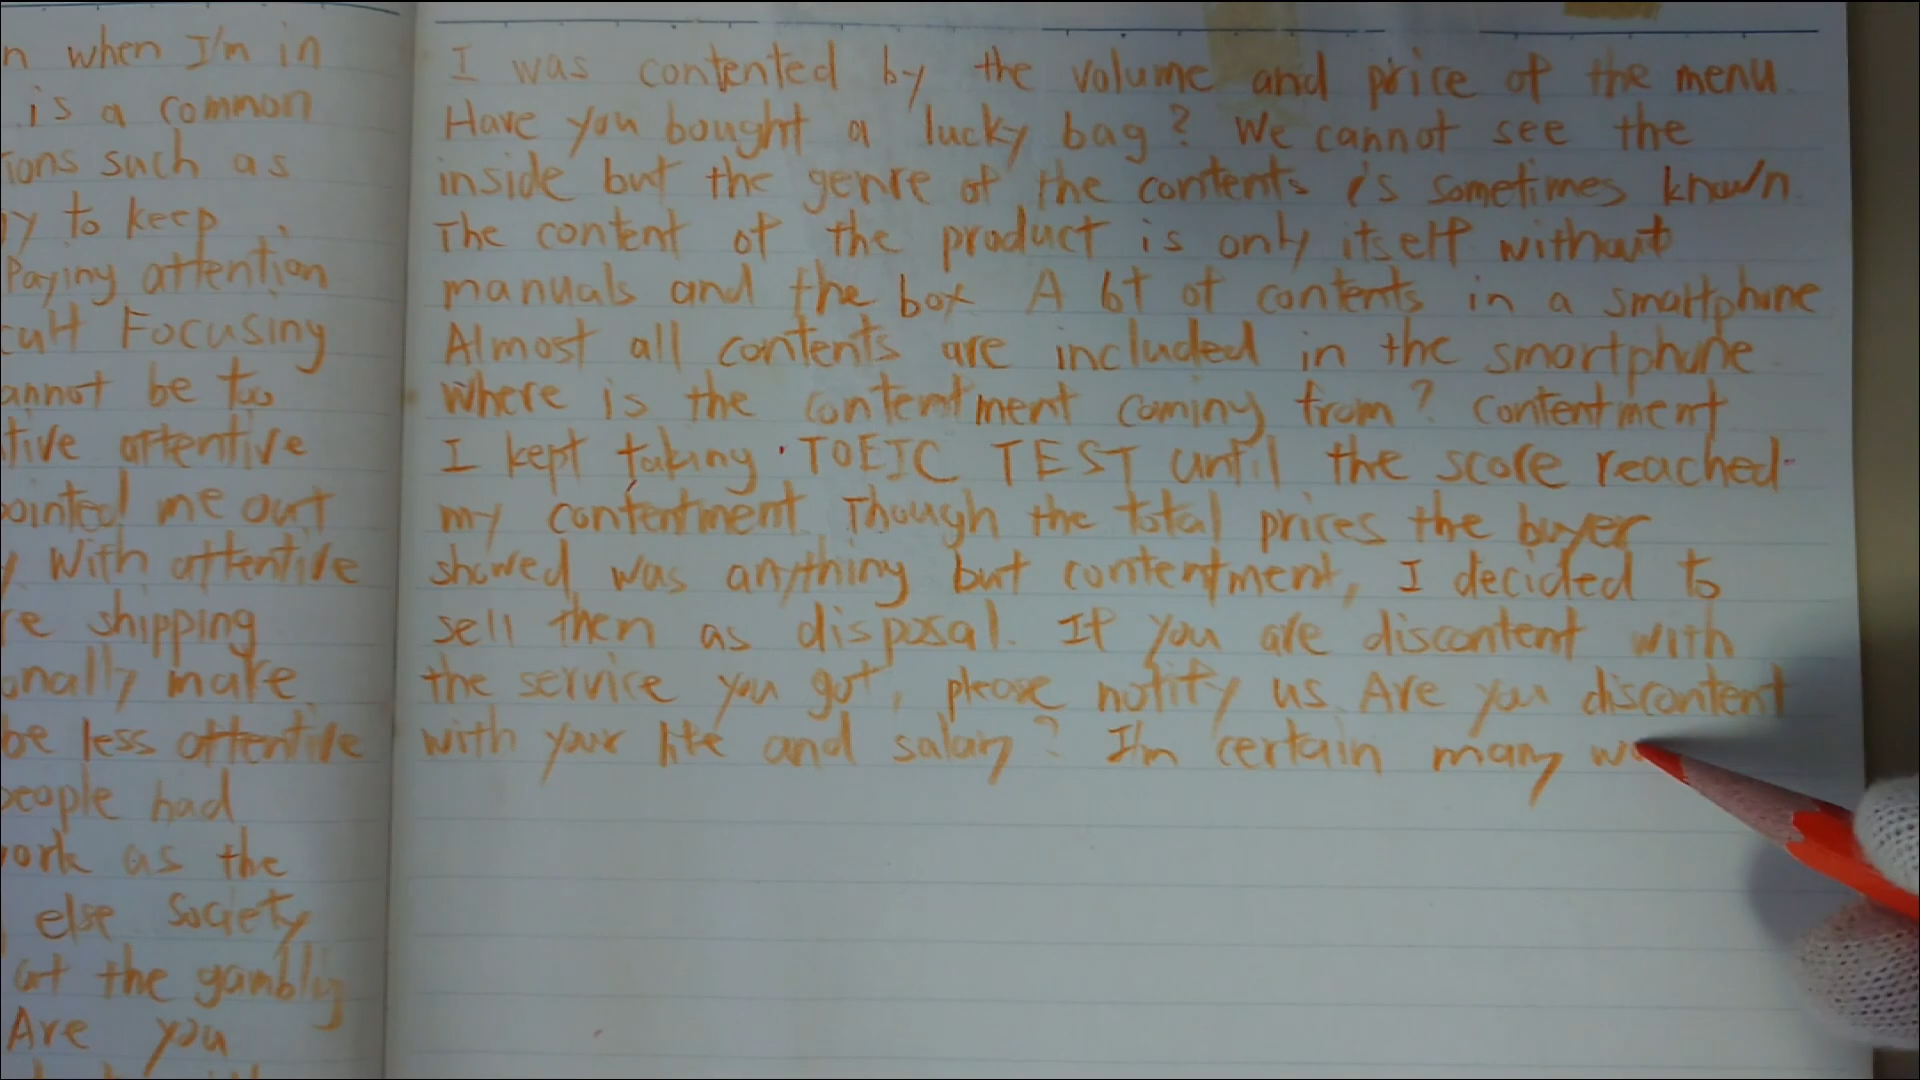 n when I'm in
is a common
ions such as
y to keep
Paying attention
cult Focusing
annot be too
tive attentive
ointed me out
y With attentive
re shipping
onally make
be less attentive
people had
ork as the
else Society
at the gambling
Are you
I was contented by the volume and price of the menu
Have you bought a lucky bag? We cannot see the
inside but the genre of the contents is sometimes known
The content of the product is only itself without
manuals and the box A lot of contents in a smartphone
Almost all contents are included in the smartphone
Where is the contentment coming from? Contentment
I kept taking TOEIC TEST until the score reached
my contentment Though the total prices the buyer
showed was anything but contentment, I decided to
sell them as disposal. If you are discontent with
the service you got, please notify us Are you discontent
with your life and salary? I'm certain many